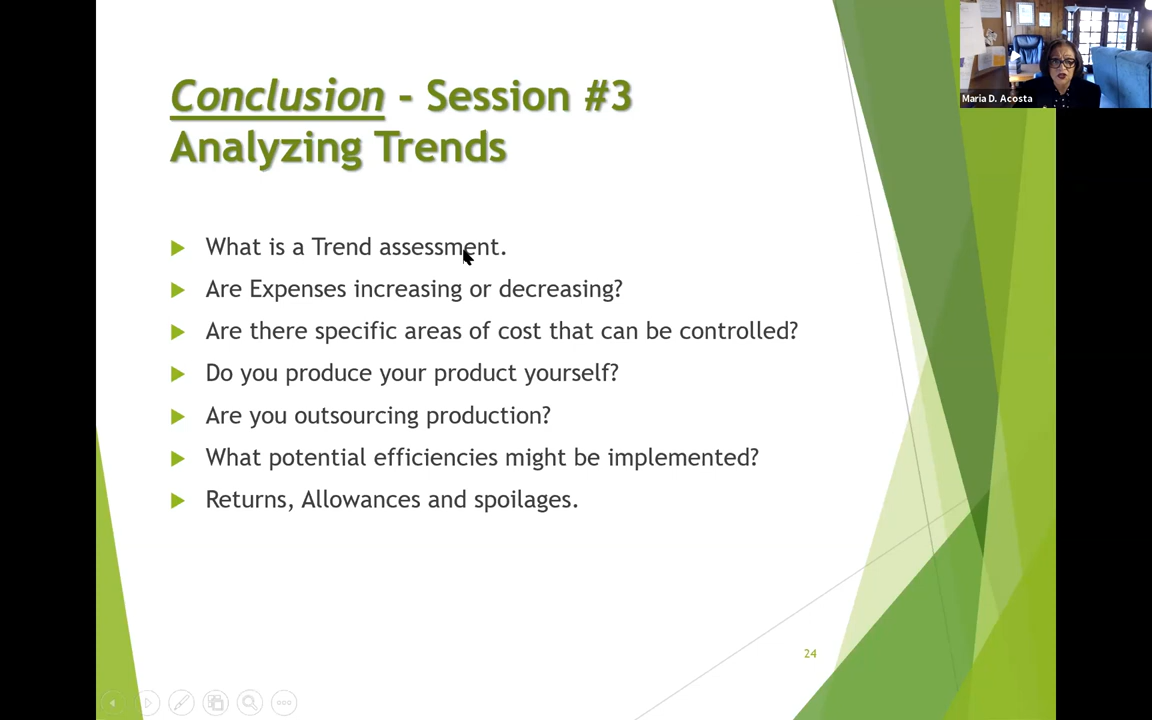 Conclusion - Session #3
Analyzing Trends
What is a Trend assessment.
Are Expenses increasing or decreasing?
Are there specific areas of cost that can be controlled?
Do you produce your product yourself?
Are you outsourcing production?
What potential efficiencies might be implemented?
Returns, Allowances and spoilages.
24
Maria D. Acosta